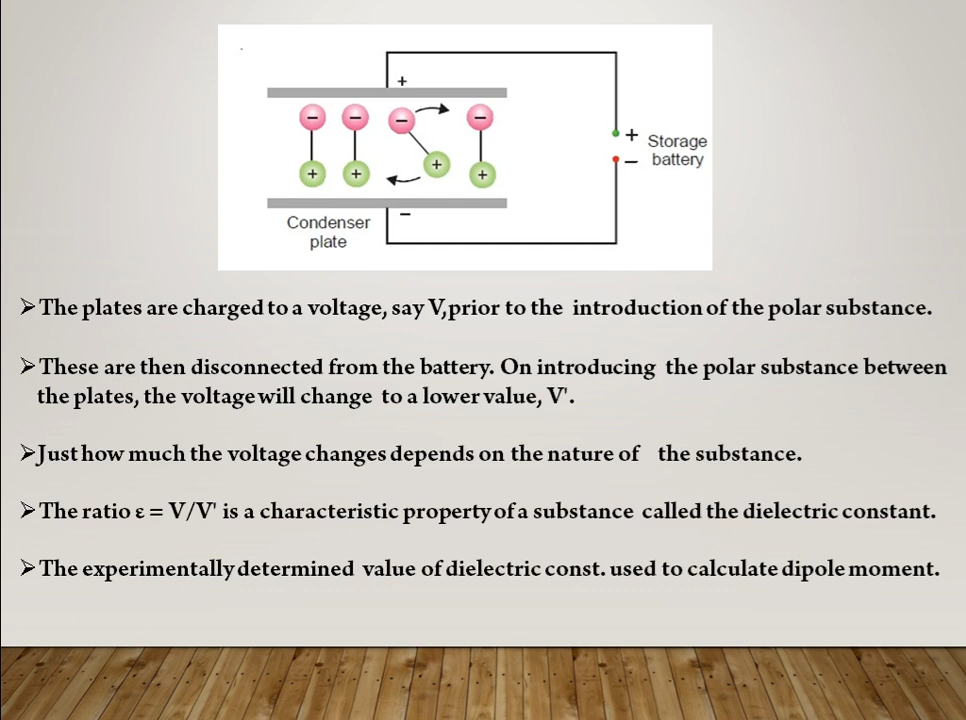 +
− − − −
+ + + +
+ Storage
− battery
−
Condenser
plate
➢The plates are charged to a voltage, say V,prior to the introduction of the polar substance.
➢These are then disconnected from the battery. On introducing the polar substance between
the plates, the voltage will change to a lower value, V'.
➢Just how much the voltage changes depends on the nature of the substance.
➢The ratio ε = V/V' is a characteristic property of a substance called the dielectric constant.
➢The experimentally determined value of dielectric const. used to calculate dipole moment.